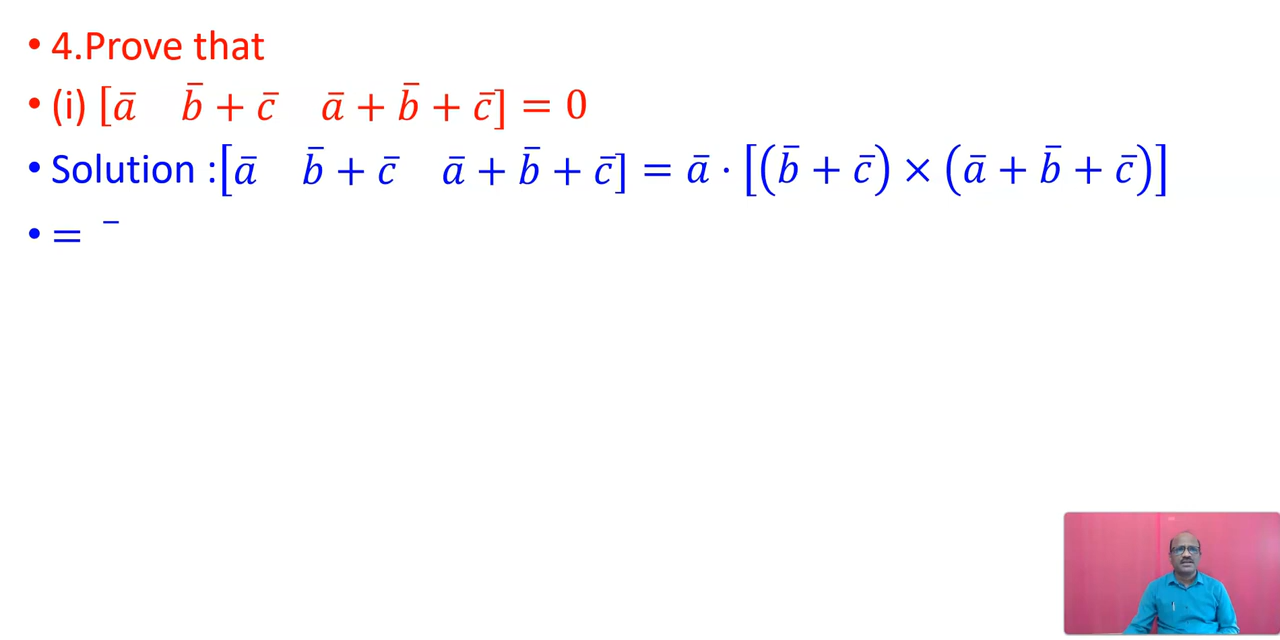 • 4.Prove that
• (i) [a̅ b̅ + c̅ a̅ + b̅ + c̅] = 0
• Solution :[a̅ b̅ + c̅ a̅ + b̅ + c̅] = a̅ · [(b̅ + c̅) × (a̅ + b̅ + c̅)]
• = ¯